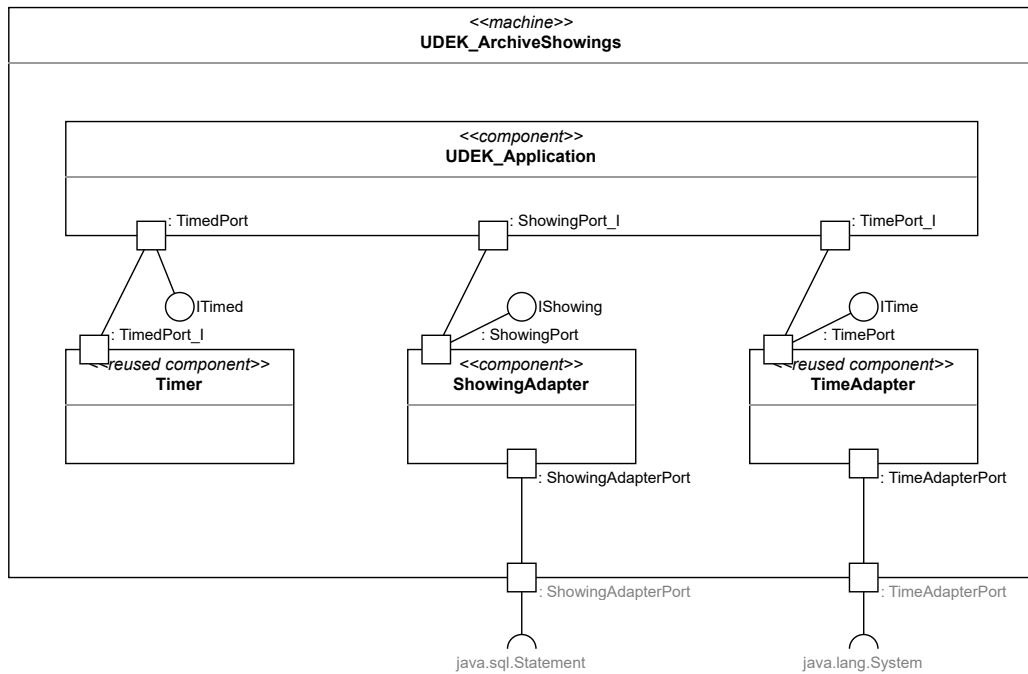 <<machine>>
UDEK_ArchiveShowings
<<component>>
UDEK_Application
: TimedPort
: ShowingPort_I
: TimePort_I
ITimed
IShowing
ITime
: TimedPort_I
: ShowingPort
: TimePort
<<reused component>>
Timer
<<component>>
ShowingAdapter
<<reused component>>
TimeAdapter
: ShowingAdapterPort
: TimeAdapterPort
: ShowingAdapterPort
: TimeAdapterPort
java.sql.Statement
java.lang.System